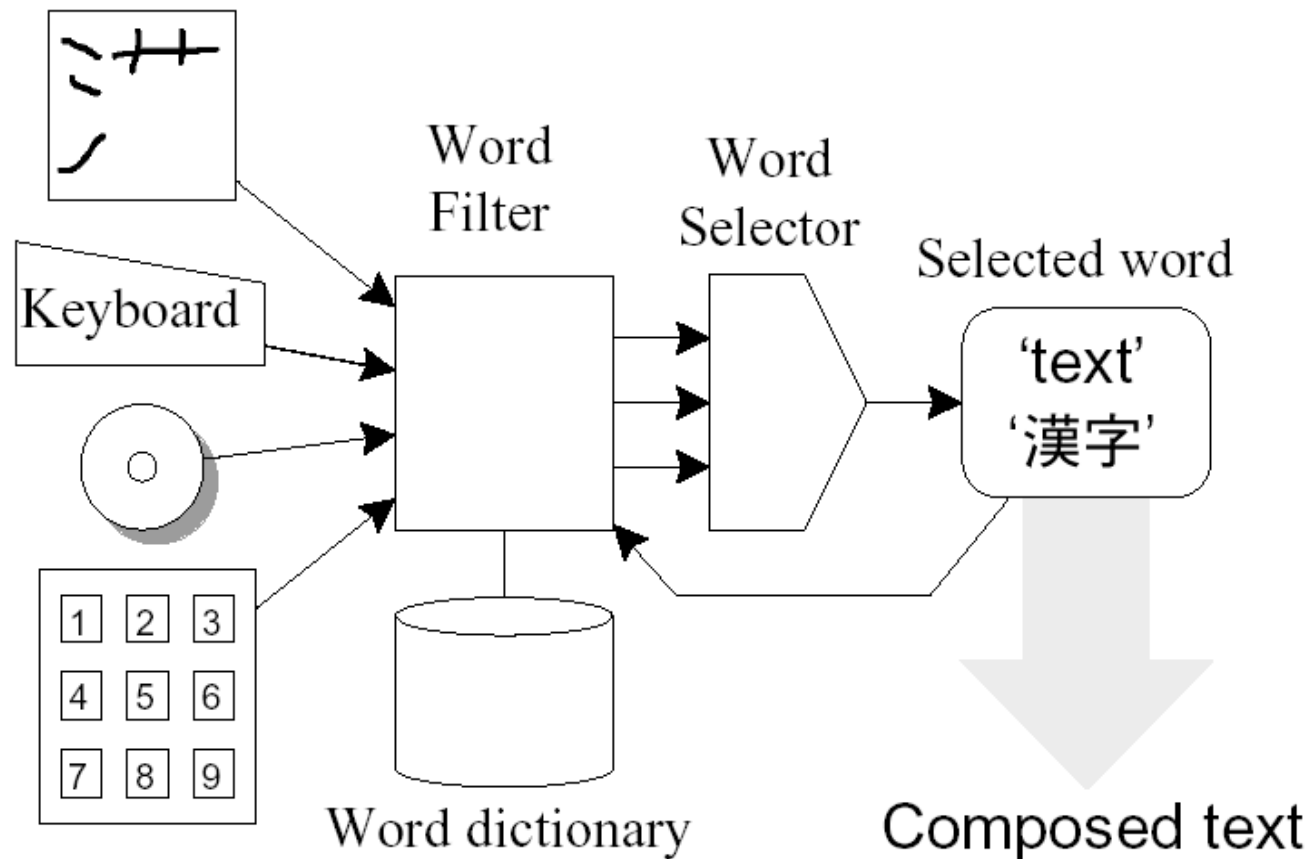 Word
Filter
Word
Selector
Selected word
Keyboard
‘text’
‘漢字’
1 2 3
4 5 6
7 8 9
Word dictionary
Composed text